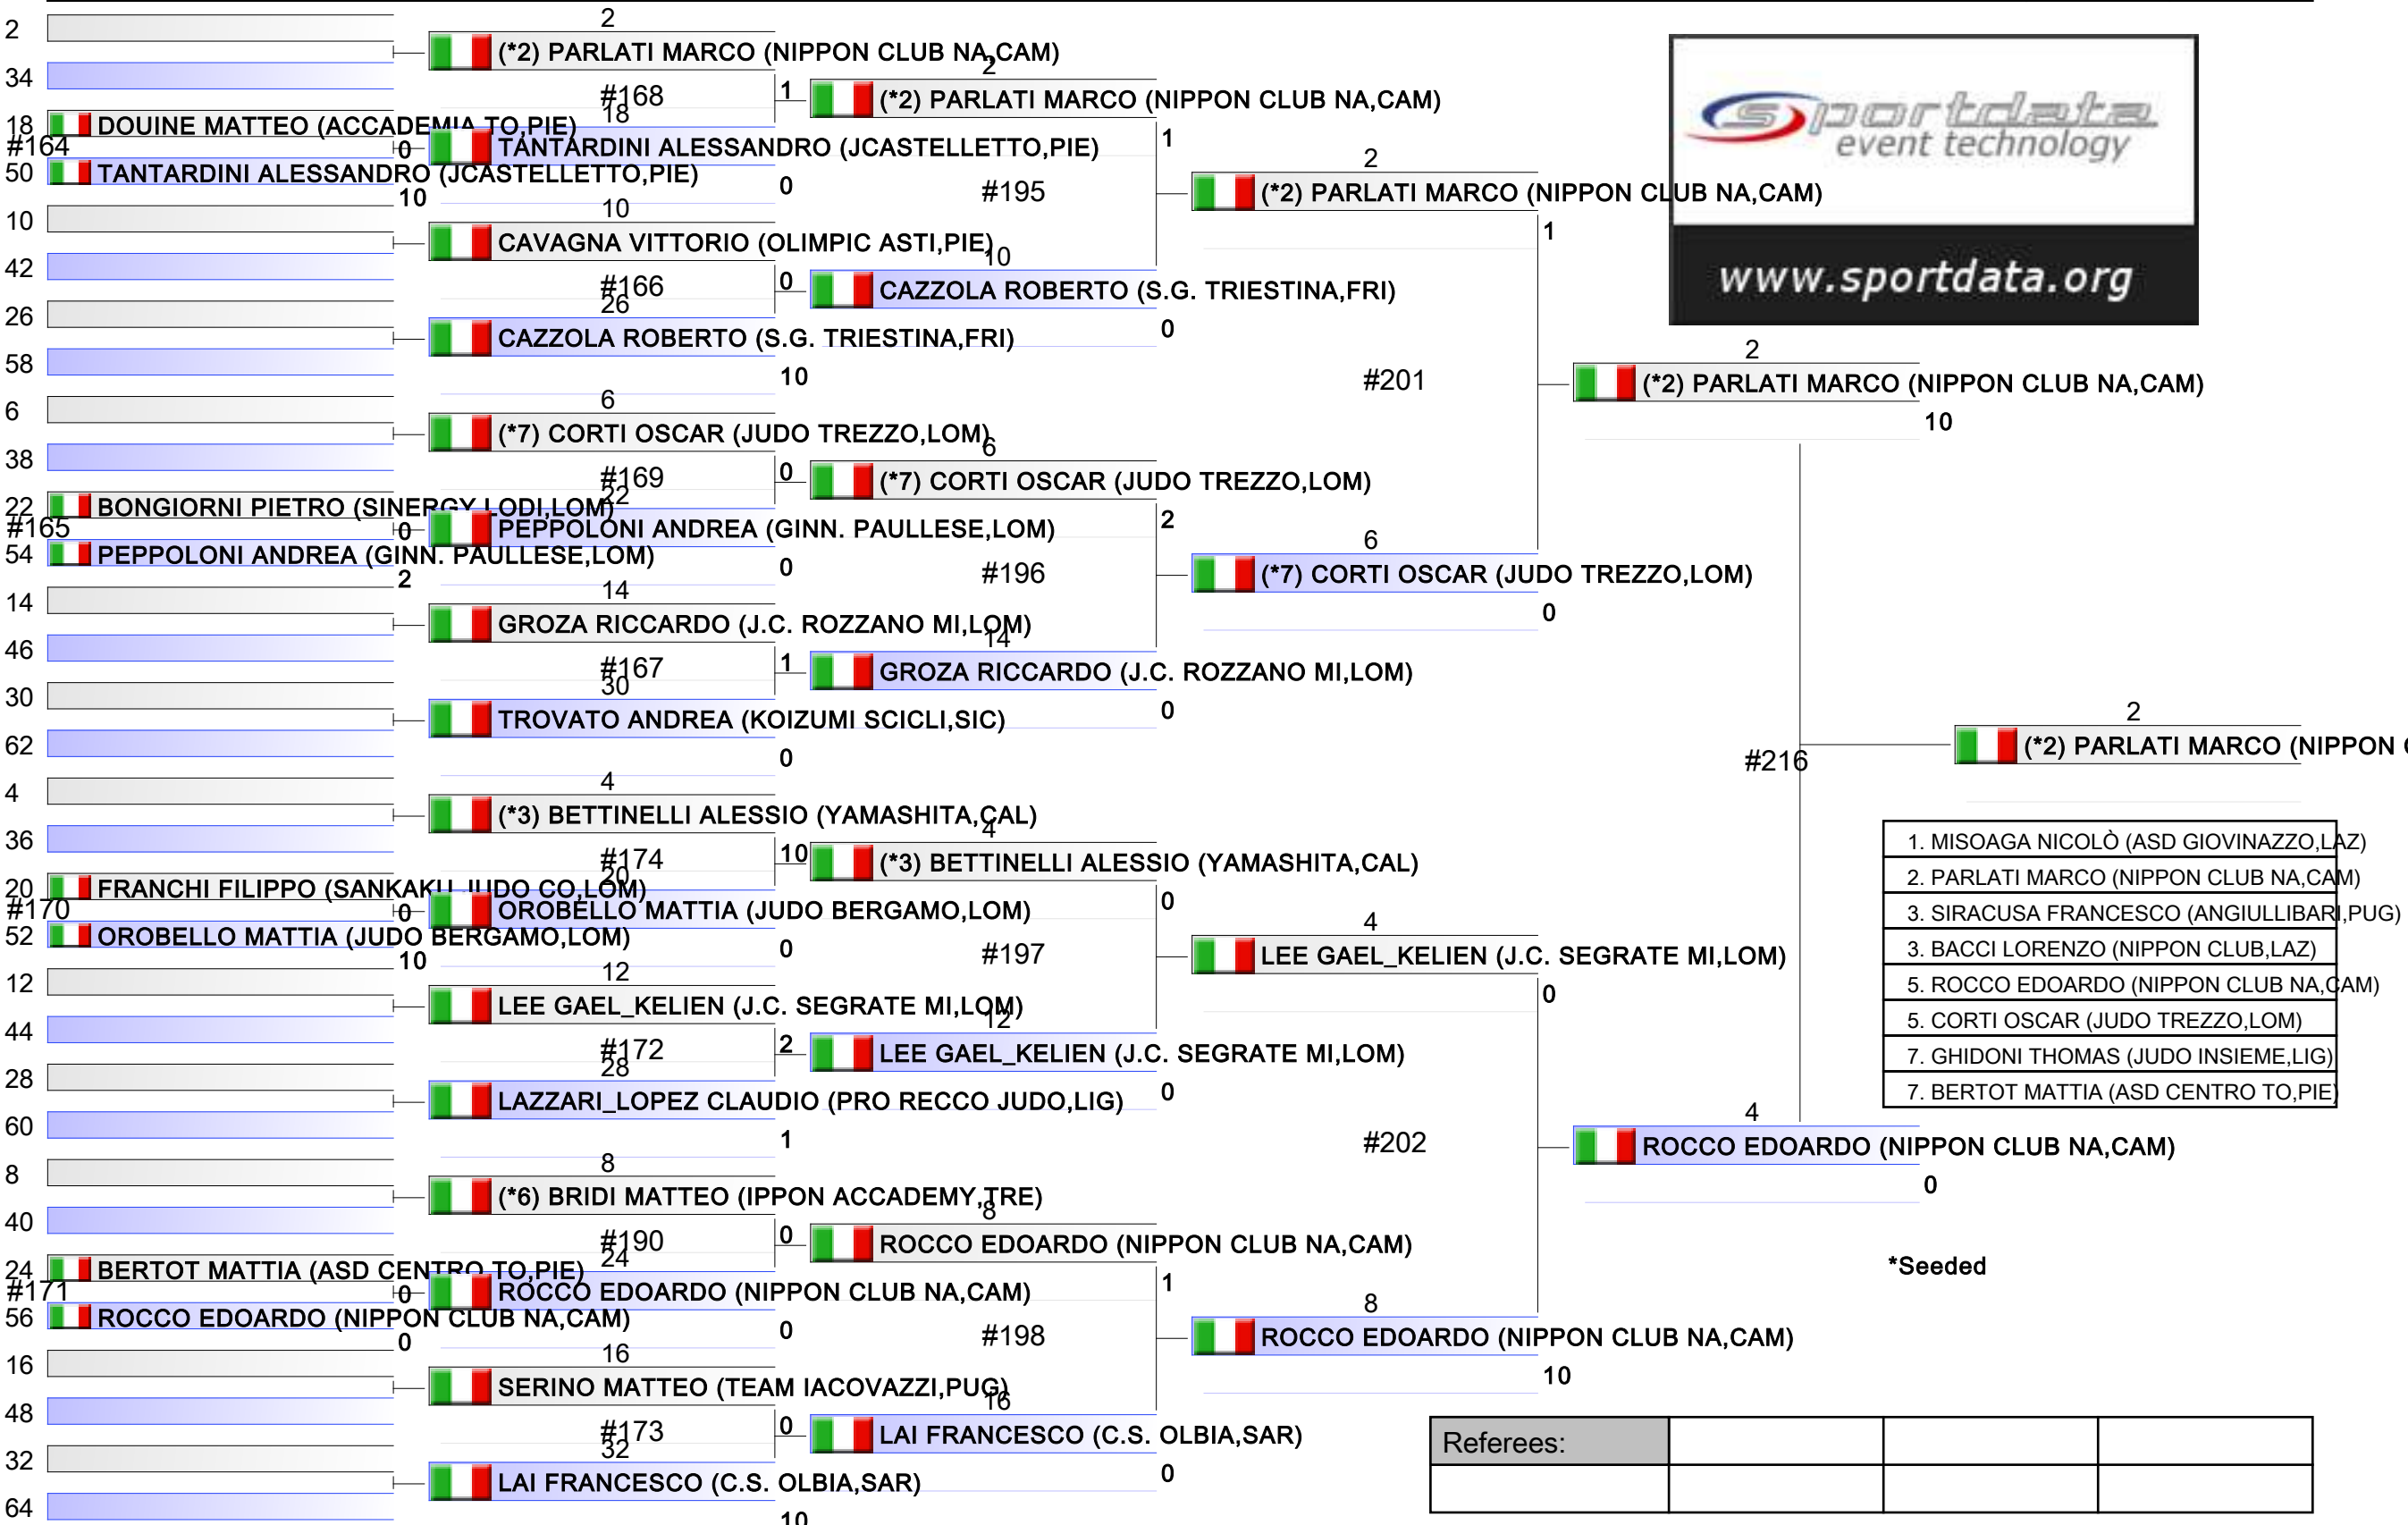 2
34
18 DOUINE MATTEO (ACCADEMIA TO,PIE)
#164
0
50 TANTARDINI ALESSANDRO (JCASTELLETTO,PIE)
10
10
42
26
58
6
38
22 BONGIORNI PIETRO (SINERGY LODI,LOM)
#165
0
54 PEPPOLONI ANDREA (GINN. PAULLESE,LOM)
2
14
46
30
62
4
36
20 FRANCHI FILIPPO (SANKAKU JUDO CO,LOM)
#170
0
52 OROBELLO MATTIA (JUDO BERGAMO,LOM)
10
12
44
28
60
8
40
24 BERTOT MATTIA (ASD CENTRO TO,PIE)
#171
0
56 ROCCO EDOARDO (NIPPON CLUB NA,CAM)
0
16
48
32
64
2
(*2) PARLATI MARCO (NIPPON CLUB NA,CAM)
#168
1
18
TANTARDINI ALESSANDRO (JCASTELLETTO,PIE)
0
10
CAVAGNA VITTORIO (OLIMPIC ASTI,PIE)
#166
0
26
CAZZOLA ROBERTO (S.G. TRIESTINA,FRI)
10
6
(*7) CORTI OSCAR (JUDO TREZZO,LOM)
#169
0
22
PEPPOLONI ANDREA (GINN. PAULLESE,LOM)
0
14
GROZA RICCARDO (J.C. ROZZANO MI,LOM)
#167
1
30
TROVATO ANDREA (KOIZUMI SCICLI,SIC)
0
4
(*3) BETTINELLI ALESSIO (YAMASHITA,CAL)
#174
10
20
OROBELLO MATTIA (JUDO BERGAMO,LOM)
0
12
LEE GAEL_KELIEN (J.C. SEGRATE MI,LOM)
#172
2
28
LAZZARI_LOPEZ CLAUDIO (PRO RECCO JUDO,LIG)
1
8
(*6) BRIDI MATTEO (IPPON ACCADEMY,TRE)
#190
0
24
ROCCO EDOARDO (NIPPON CLUB NA,CAM)
0
16
SERINO MATTEO (TEAM IACOVAZZI,PUG)
#173
0
32
LAI FRANCESCO (C.S. OLBIA,SAR)
10
2
(*2) PARLATI MARCO (NIPPON CLUB NA,CAM)
1
#195
10
CAZZOLA ROBERTO (S.G. TRIESTINA,FRI)
0
6
(*7) CORTI OSCAR (JUDO TREZZO,LOM)
2
#196
14
GROZA RICCARDO (J.C. ROZZANO MI,LOM)
0
4
(*3) BETTINELLI ALESSIO (YAMASHITA,CAL)
0
#197
12
LEE GAEL_KELIEN (J.C. SEGRATE MI,LOM)
0
8
ROCCO EDOARDO (NIPPON CLUB NA,CAM)
1
#198
16
LAI FRANCESCO (C.S. OLBIA,SAR)
0
2
(*2) PARLATI MARCO (NIPPON CLUB NA,CAM)
1
#201
6
(*7) CORTI OSCAR (JUDO TREZZO,LOM)
0
4
LEE GAEL_KELIEN (J.C. SEGRATE MI,LOM)
0
#202
8
ROCCO EDOARDO (NIPPON CLUB NA,CAM)
10
sportdata
event technology
www.sportdata.org
2
(*2) PARLATI MARCO (NIPPON CLUB NA,CAM)
10
#216
4
ROCCO EDOARDO (NIPPON CLUB NA,CAM)
0
2
(*2) PARLATI MARCO (NIPPON
1. MISOAGA NICOLÒ (ASD GIOVINAZZO,LAZ)
2. PARLATI MARCO (NIPPON CLUB NA,CAM)
3. SIRACUSA FRANCESCO (ANGIULLIBARI,PUG)
3. BACCI LORENZO (NIPPON CLUB,LAZ)
5. ROCCO EDOARDO (NIPPON CLUB NA,CAM)
5. CORTI OSCAR (JUDO TREZZO,LOM)
7. GHIDONI THOMAS (JUDO INSIEME,LIG)
7. BERTOT MATTIA (ASD CENTRO TO,PIE)
*Seeded
Referees: